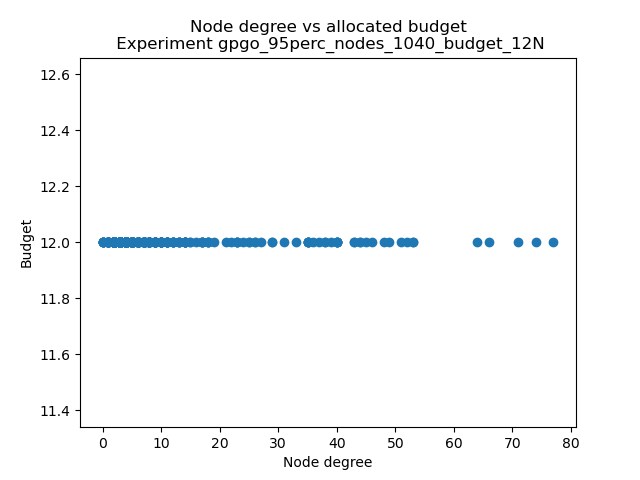 Node degree vs allocated budget
Experiment gpgo_95perc_nodes_1040_budget_12N
12.6
12.4
12.2
12.0
11.8
11.6
11.4
Budget
0 10 20 30 40 50 60 70 80
Node degree